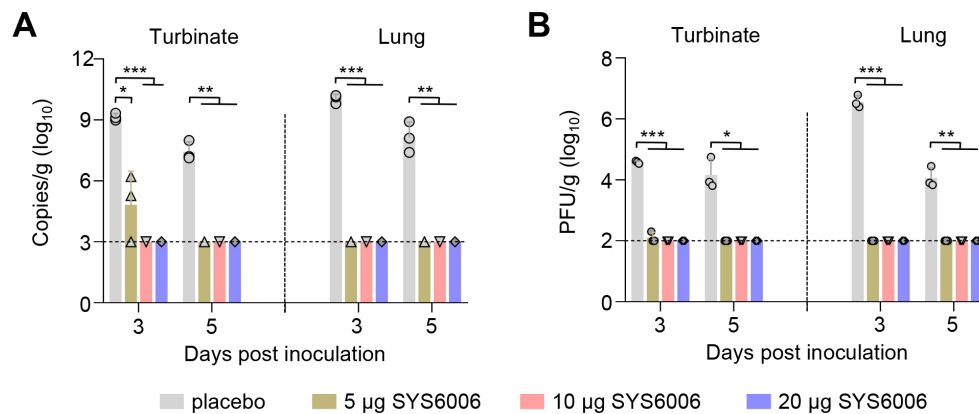 A
Turbinate
Lung
Copies/g (log10)
12
9
6
3
0
***
*
**
***
**
3
5
3
5
Days post inoculation
B
Turbinate
Lung
PFU/g (log10)
8
6
4
2
0
***
*
***
**
3
5
3
5
Days post inoculation
placebo
5 μg SYS6006
10 μg SYS6006
20 μg SYS6006